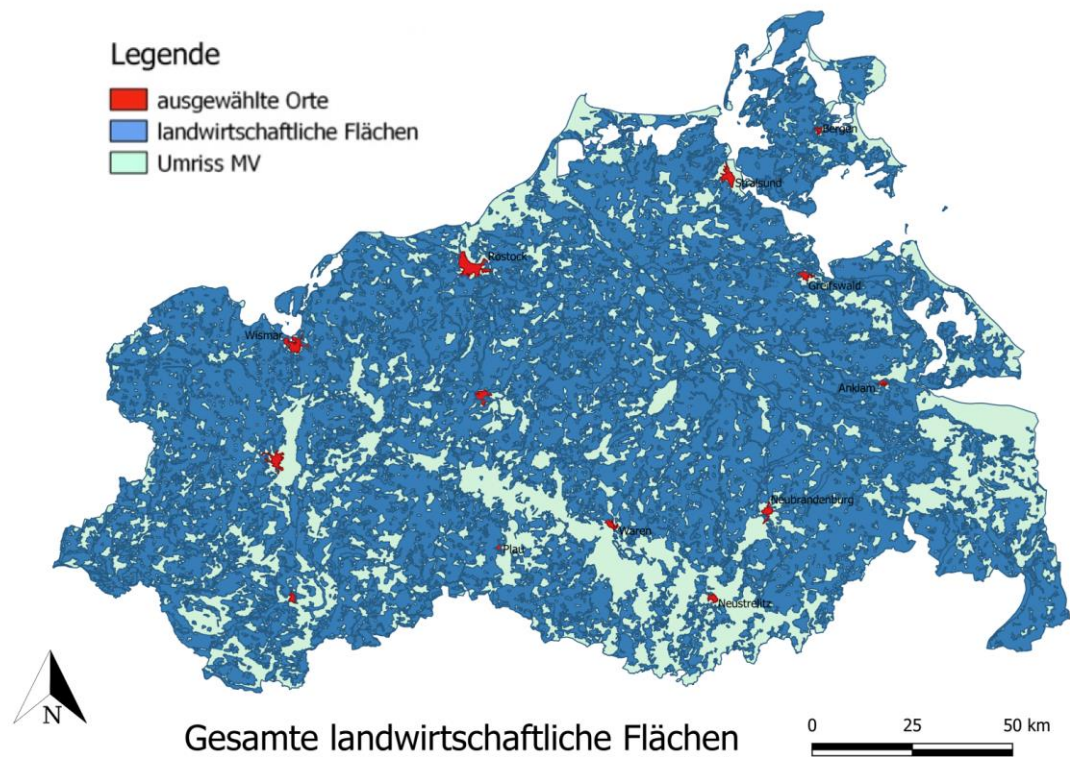 Legende
ausgewählte Orte
landwirtschaftliche Flächen
Umriss MV
Bergen
Stralsund
Rostock
Greifswald
Wismar
Anklam
Neubrandenburg
Waren
Plau
Neustrelitz
N
Gesamte landwirtschaftliche Flächen
0 25 50 km